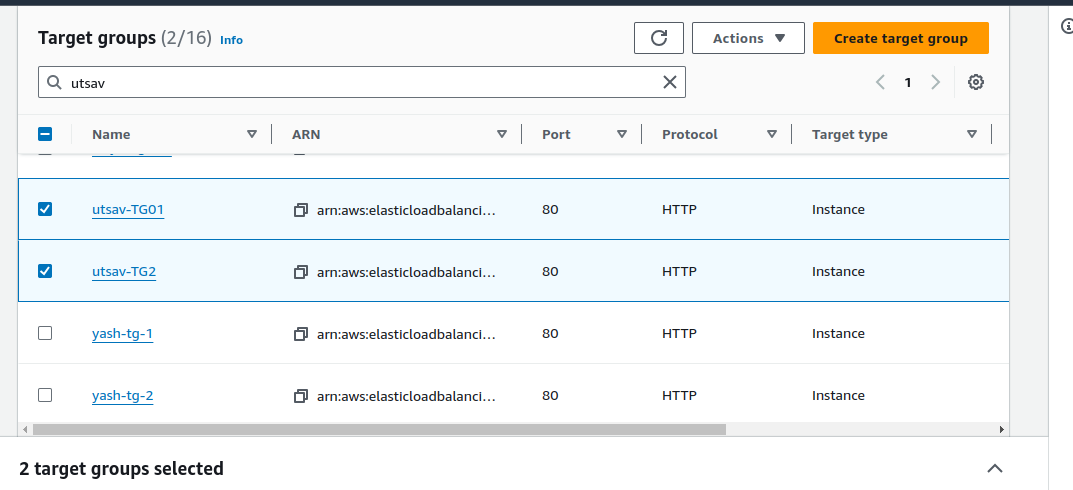 Target groups (2/16) Info
Actions
Create target group
utsav
1
Name ARN Port Protocol Target type
utsav-TG01 arn:aws:elasticloadbalanci... 80 HTTP Instance
utsav-TG2 arn:aws:elasticloadbalanci... 80 HTTP Instance
yash-tg-1 arn:aws:elasticloadbalanci... 80 HTTP Instance
yash-tg-2 arn:aws:elasticloadbalanci... 80 HTTP Instance
2 target groups selected